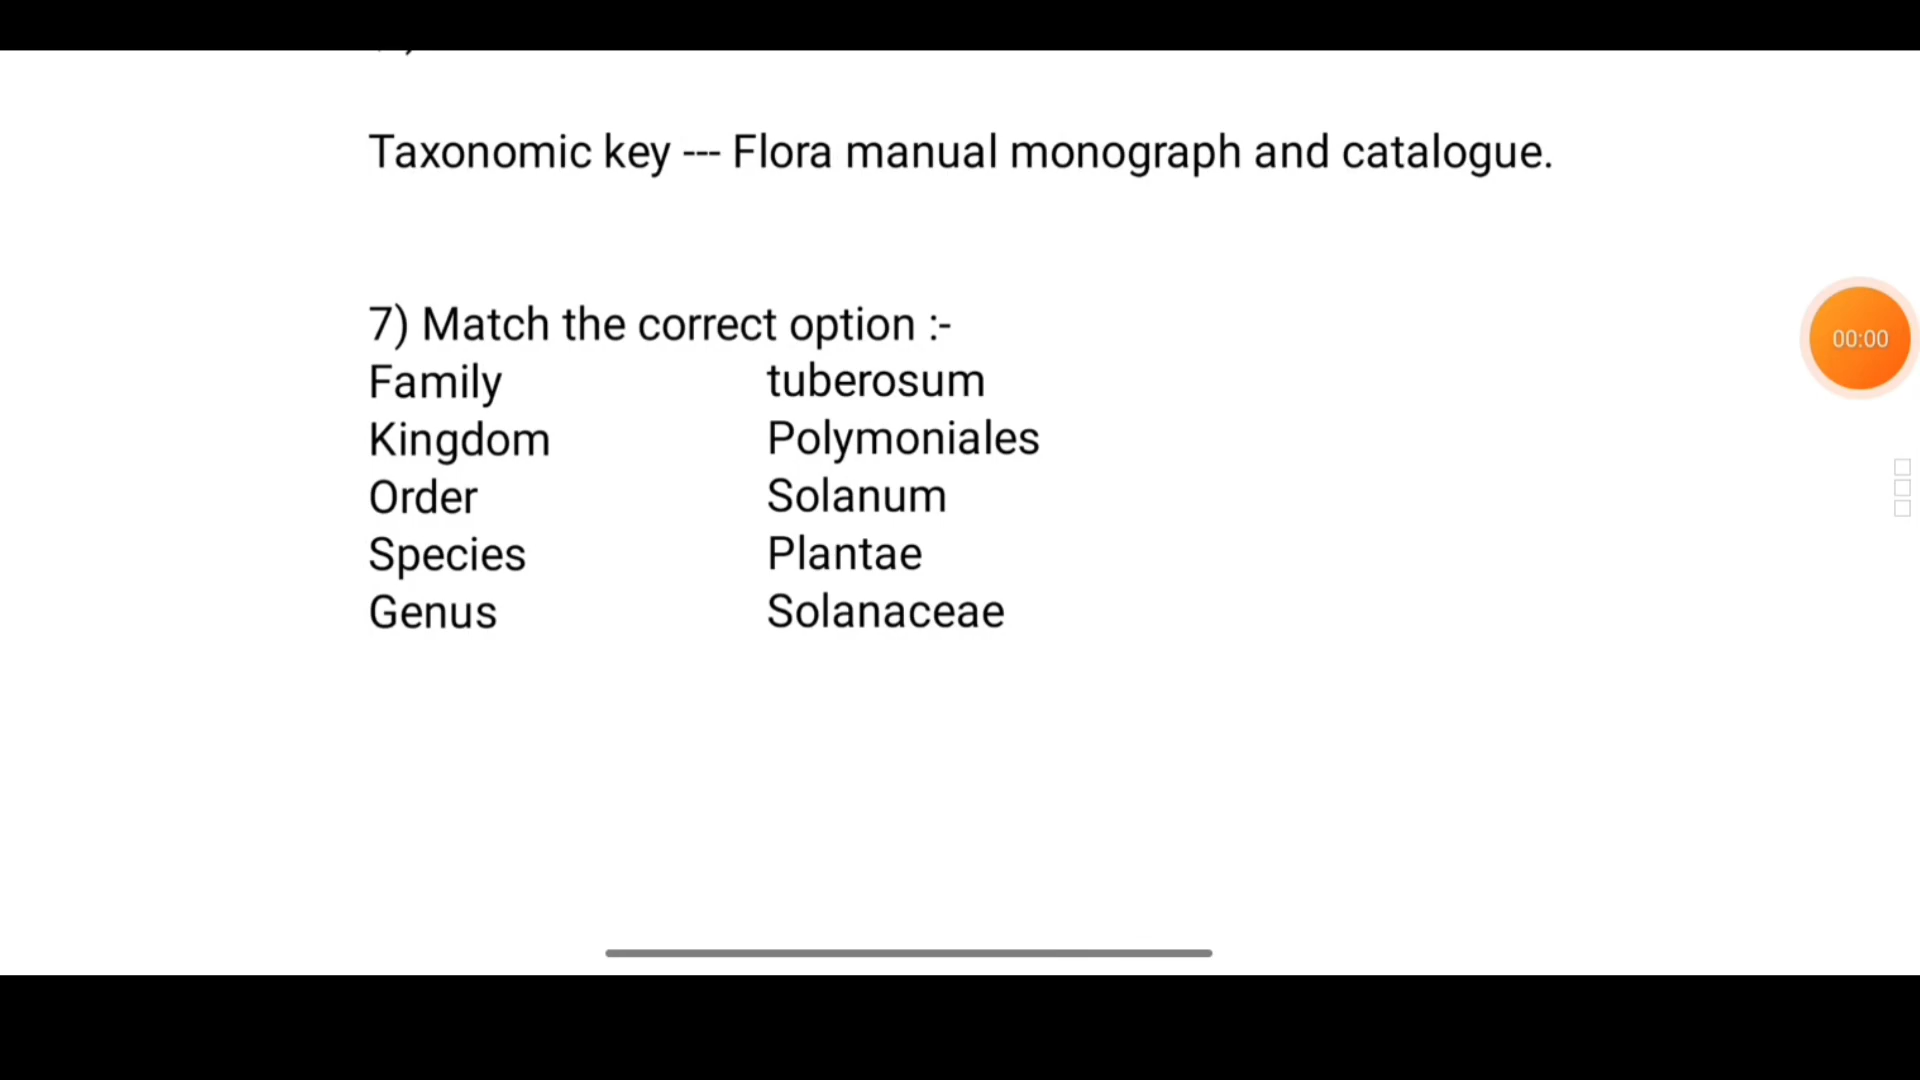 Taxonomic key --- Flora manual monograph and catalogue.
7) Match the correct option :-
Family tuberosum
Kingdom Polymoniales
Order Solanum
Species Plantae
Genus Solanaceae
00:00